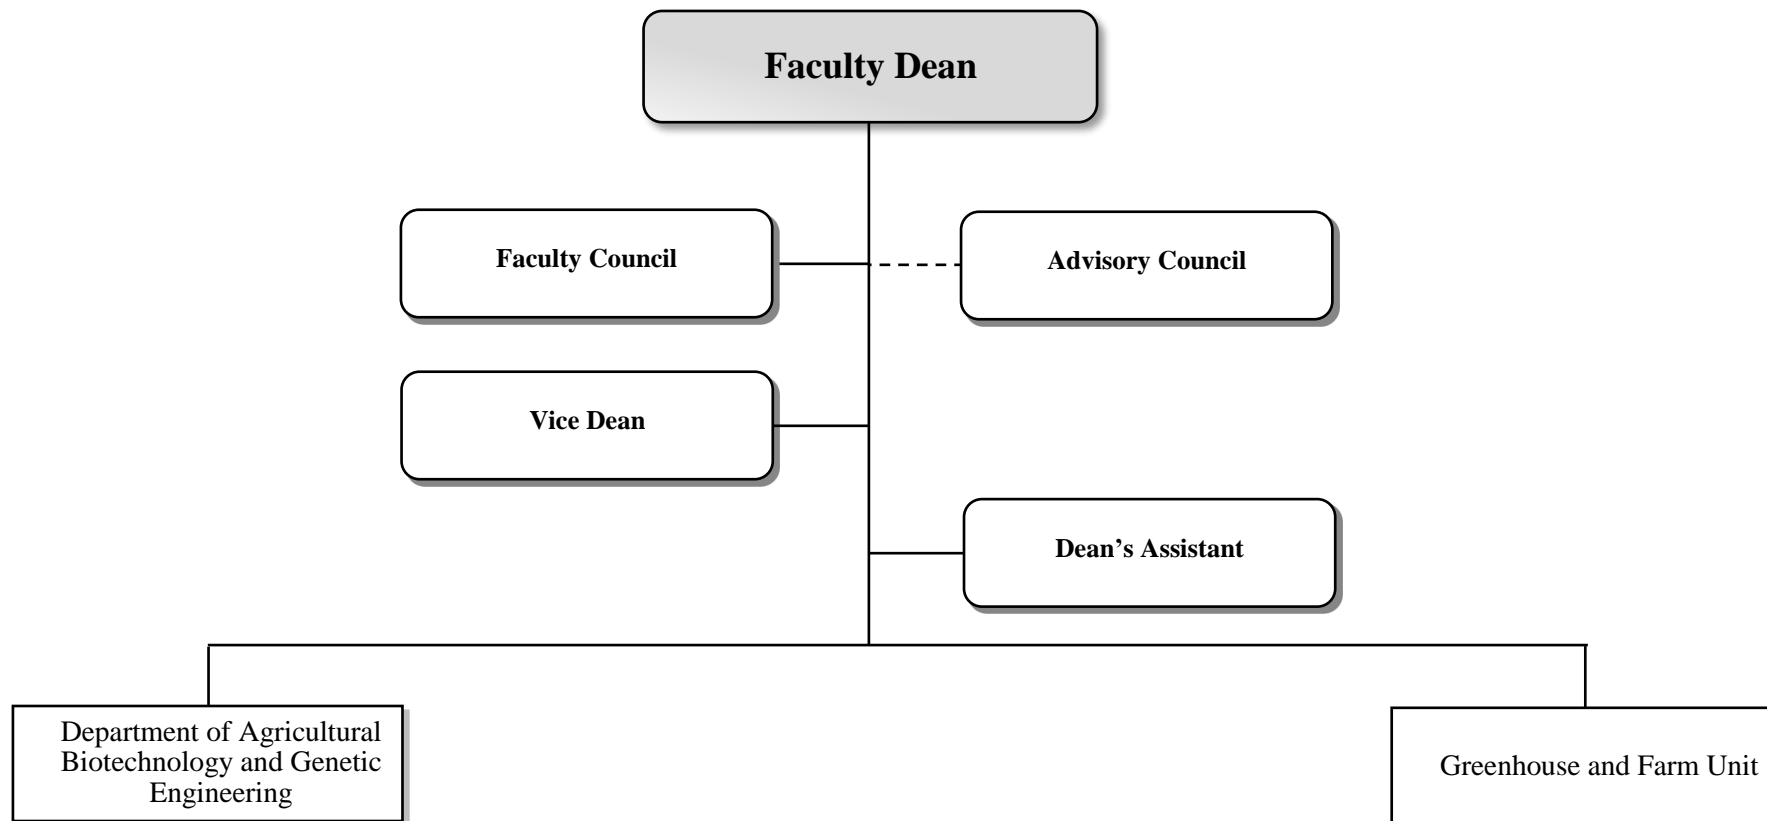 Faculty Dean
Faculty Council
Advisory Council
Vice Dean
Dean’s Assistant
Department of Agricultural
Biotechnology and Genetic
Engineering
Greenhouse and Farm Unit